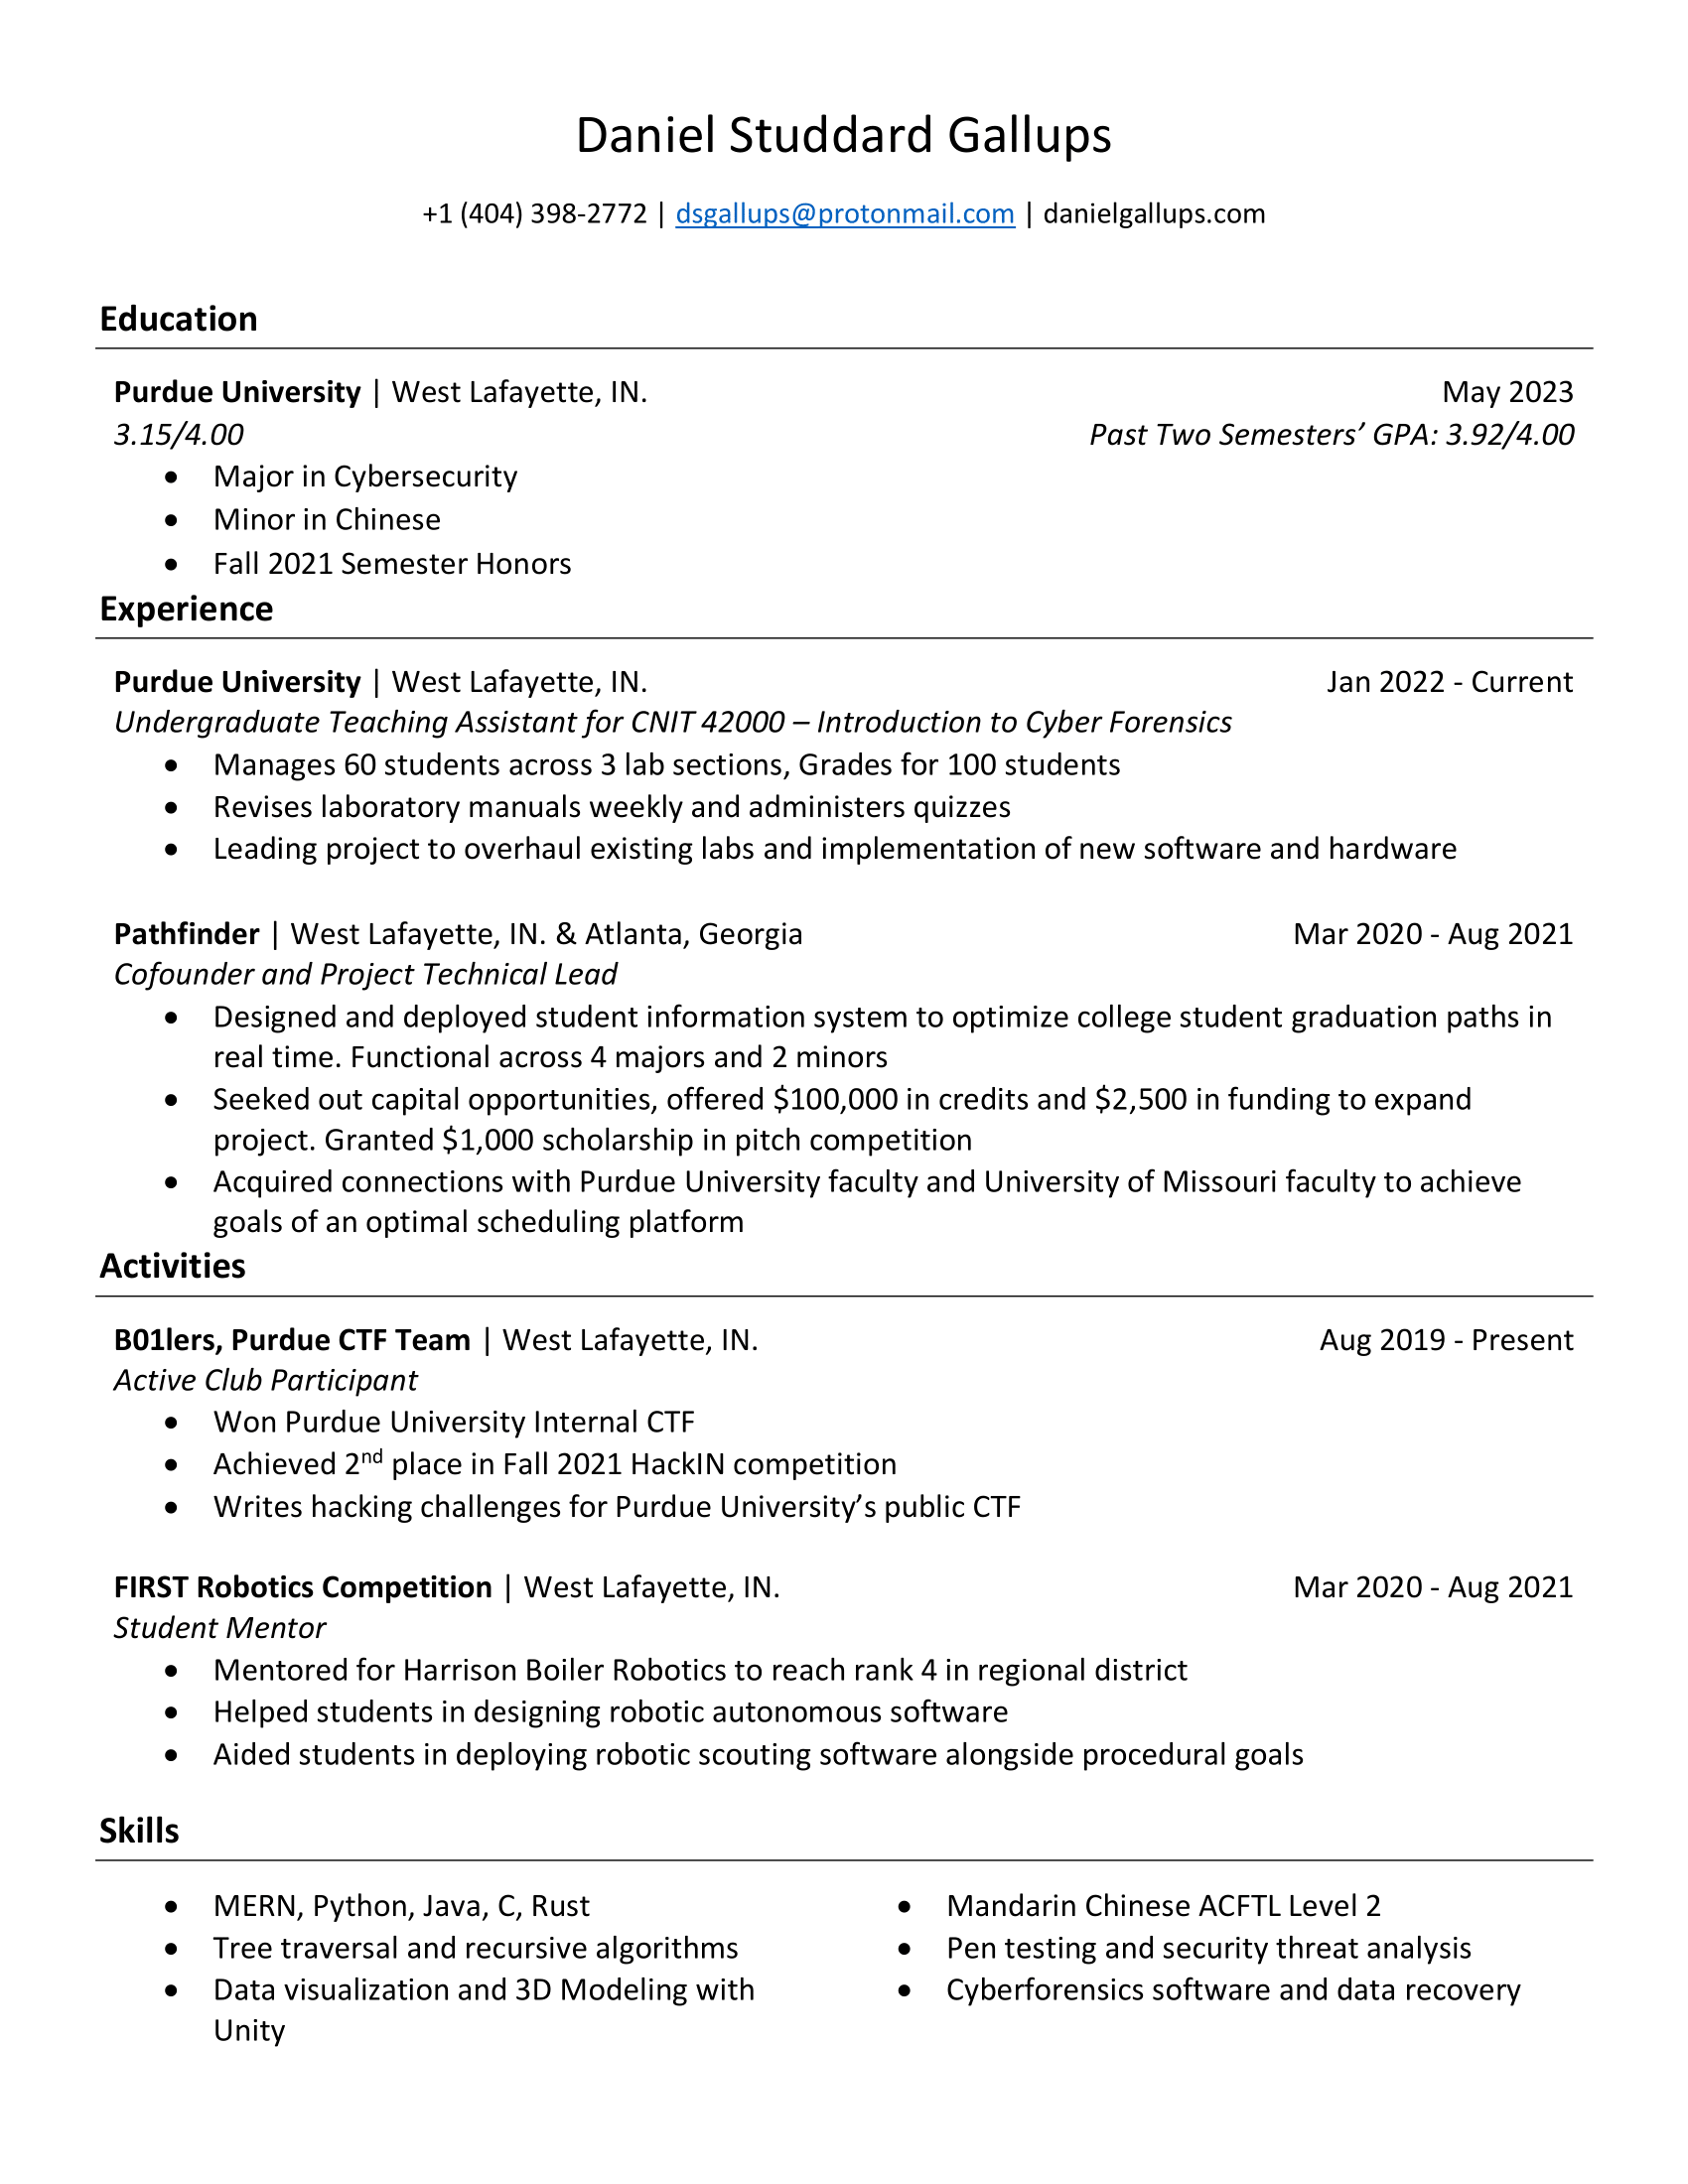 Daniel Studdard Gallups
+1 (404) 398-2772 | dsgallups@protonmail.com | danielgallups.com
Education
Purdue University | West Lafayette, IN. May 2023
3.15/4.00 Past Two Semesters’ GPA: 3.92/4.00
• Major in Cybersecurity
• Minor in Chinese
• Fall 2021 Semester Honors
Experience
Purdue University | West Lafayette, IN. Jan 2022 - Current
Undergraduate Teaching Assistant for CNIT 42000 – Introduction to Cyber Forensics
• Manages 60 students across 3 lab sections, Grades for 100 students
• Revises laboratory manuals weekly and administers quizzes
• Leading project to overhaul existing labs and implementation of new software and hardware
Pathfinder | West Lafayette, IN. & Atlanta, Georgia Mar 2020 - Aug 2021
Cofounder and Project Technical Lead
• Designed and deployed student information system to optimize college student graduation paths in
real time. Functional across 4 majors and 2 minors
• Seeked out capital opportunities, offered $100,000 in credits and $2,500 in funding to expand
project. Granted $1,000 scholarship in pitch competition
• Acquired connections with Purdue University faculty and University of Missouri faculty to achieve
goals of an optimal scheduling platform
Activities
B01lers, Purdue CTF Team | West Lafayette, IN. Aug 2019 - Present
Active Club Participant
• Won Purdue University Internal CTF
• Achieved 2nd place in Fall 2021 HackIN competition
• Writes hacking challenges for Purdue University’s public CTF
FIRST Robotics Competition | West Lafayette, IN. Mar 2020 - Aug 2021
Student Mentor
• Mentored for Harrison Boiler Robotics to reach rank 4 in regional district
• Helped students in designing robotic autonomous software
• Aided students in deploying robotic scouting software alongside procedural goals
Skills
• MERN, Python, Java, C, Rust
• Tree traversal and recursive algorithms
• Data visualization and 3D Modeling with
Unity
• Mandarin Chinese ACFTL Level 2
• Pen testing and security threat analysis
• Cyberforensics software and data recovery